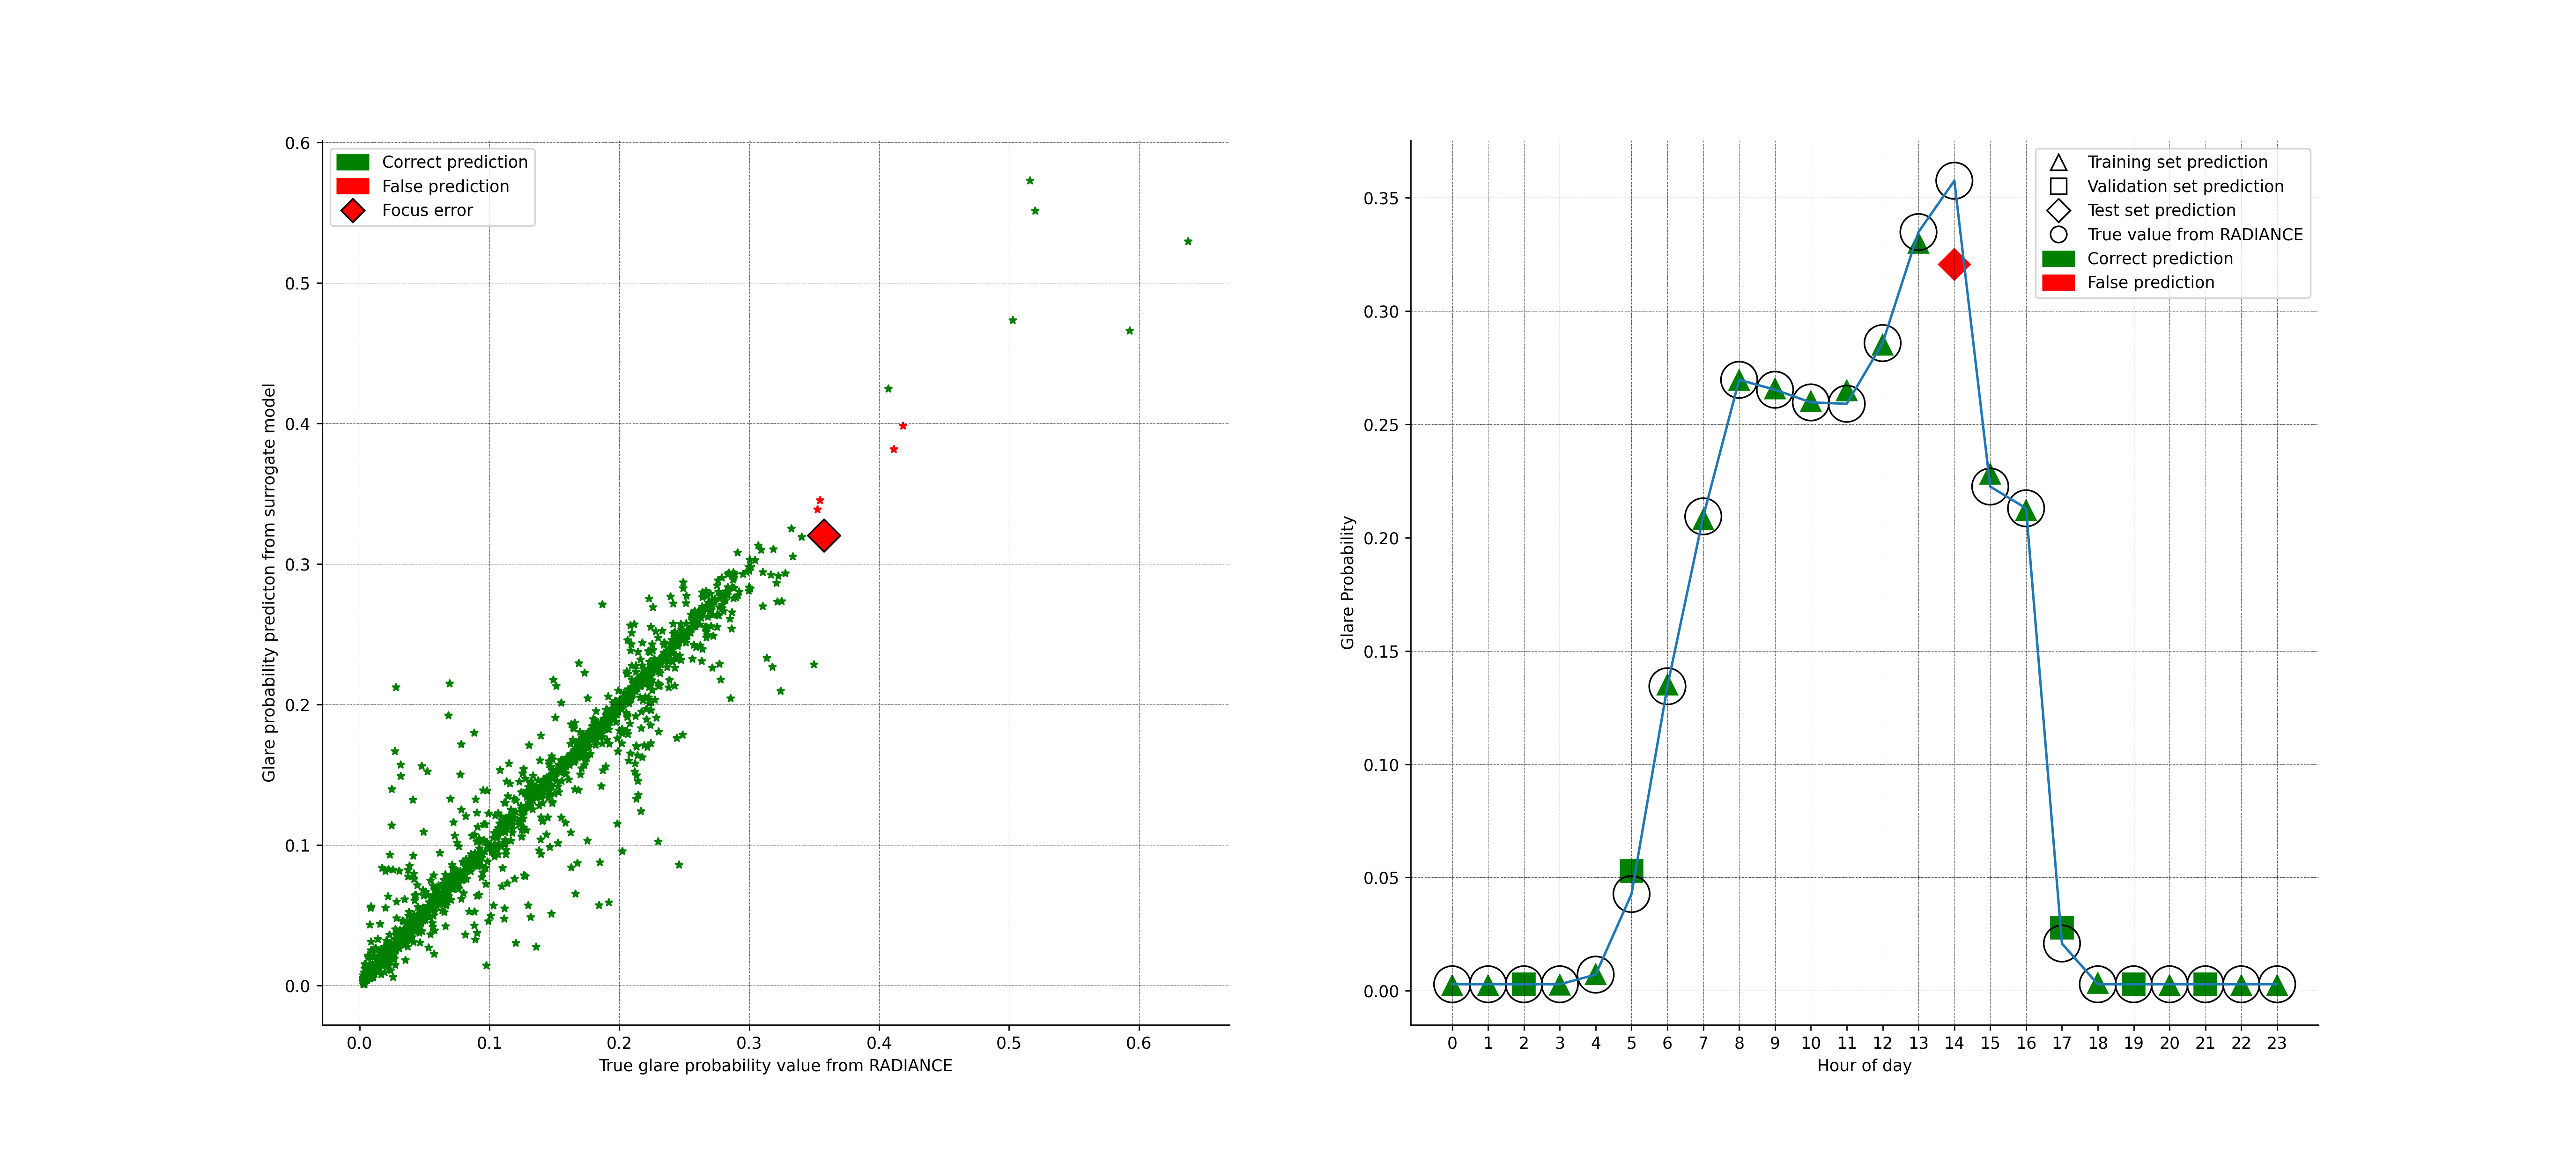 0.6
0.5
0.4
0.3
0.2
0.1
0.0
Glare probability predicton from surrogate model
Correct prediction
False prediction
Focus error
0.0 0.1 0.2 0.3 0.4 0.5 0.6
True glare probability value from RADIANCE
0.35
0.30
0.25
0.20
0.15
0.10
0.05
0.00
Glare Probability
Training set prediction
Validation set prediction
Test set prediction
True value from RADIANCE
Correct prediction
False prediction
0 1 2 3 4 5 6 7 8 9 10 11 12 13 14 15 16 17 18 19 20 21 22 23
Hour of day